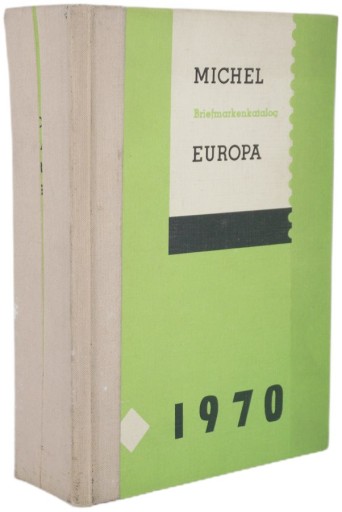 MICHEL
Briefmarkenkatalog
EUROPA
1970